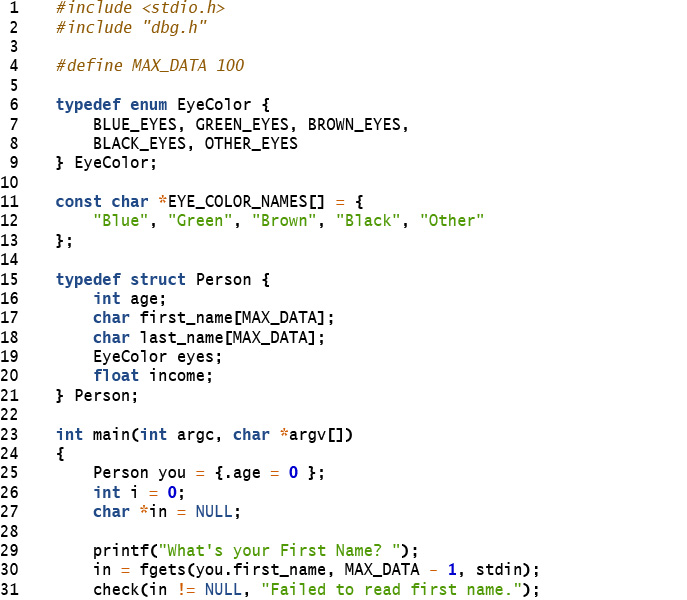 1 #include <stdio.h>
2 #include "dbg.h"
3
4 #define MAX_DATA 100
5
6 typedef enum EyeColor {
7     BLUE_EYES, GREEN_EYES, BROWN_EYES,
8     BLACK_EYES, OTHER_EYES
9 } EyeColor;
10
11 const char *EYE_COLOR_NAMES[] = {
12     "Blue", "Green", "Brown", "Black", "Other"
13 };
14
15 typedef struct Person {
16     int age;
17     char first_name[MAX_DATA];
18     char last_name[MAX_DATA];
19     EyeColor eyes;
20     float income;
21 } Person;
22
23 int main(int argc, char *argv[])
24 {
25     Person you = {.age = 0 };
26     int i = 0;
27     char *in = NULL;
28
29     printf("What's your First Name? ");
30     in = fgets(you.first_name, MAX_DATA - 1, stdin);
31     check(in != NULL, "Failed to read first name.");